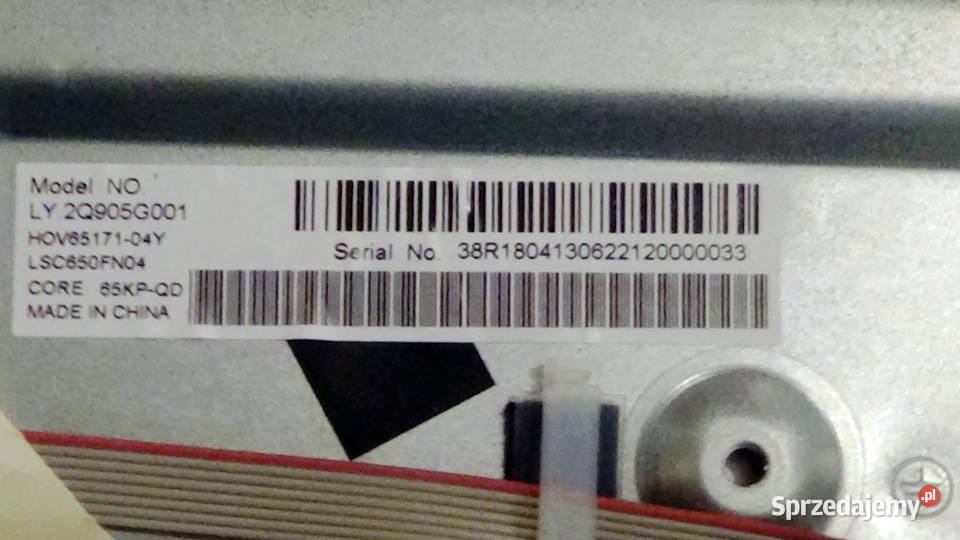 Model NO.
LY.2Q905G001
HOV65171-04Y
LSC650FN04
CORE 65KP-QD
MADE IN CHINA
Serial No. 38R1804130622120000033
Sprzedajemy.pl